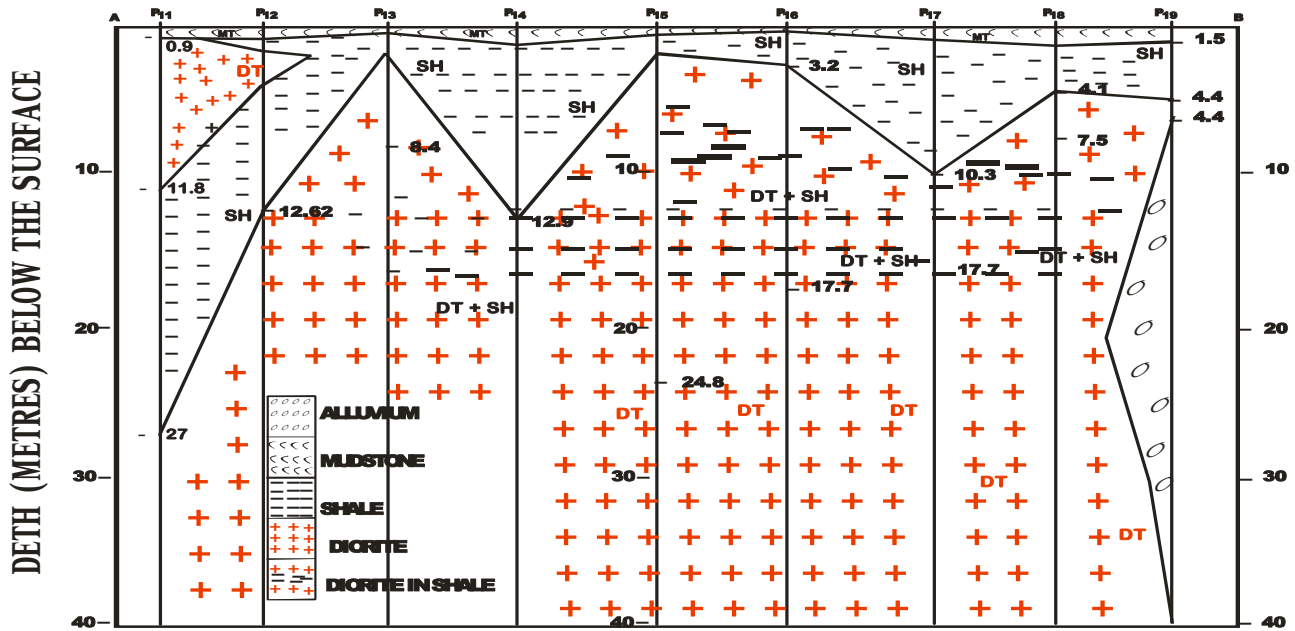 A P11 P12 P13 P14 P15 P16 P17 P18 P19 B
MT MT MT
0.9 DT SH SH SH SH SH 1.5
3.2 4.1 4.4
SH 4.4
8.4 7.5
10 10 10.3 10
11.8 SH 12.62 12.9 DT + SH
DT + SH 17.7 DT + SH
17.7
DT + SH
20 20 20
24.8
DT DT DT
27
30 30 DT 30
DT
40 40 40
ALLUVIUM
MUDSTONE
SHALE
DIORITE
DIORITE IN SHALE
DETH (METRES) BELOW THE SURFACE